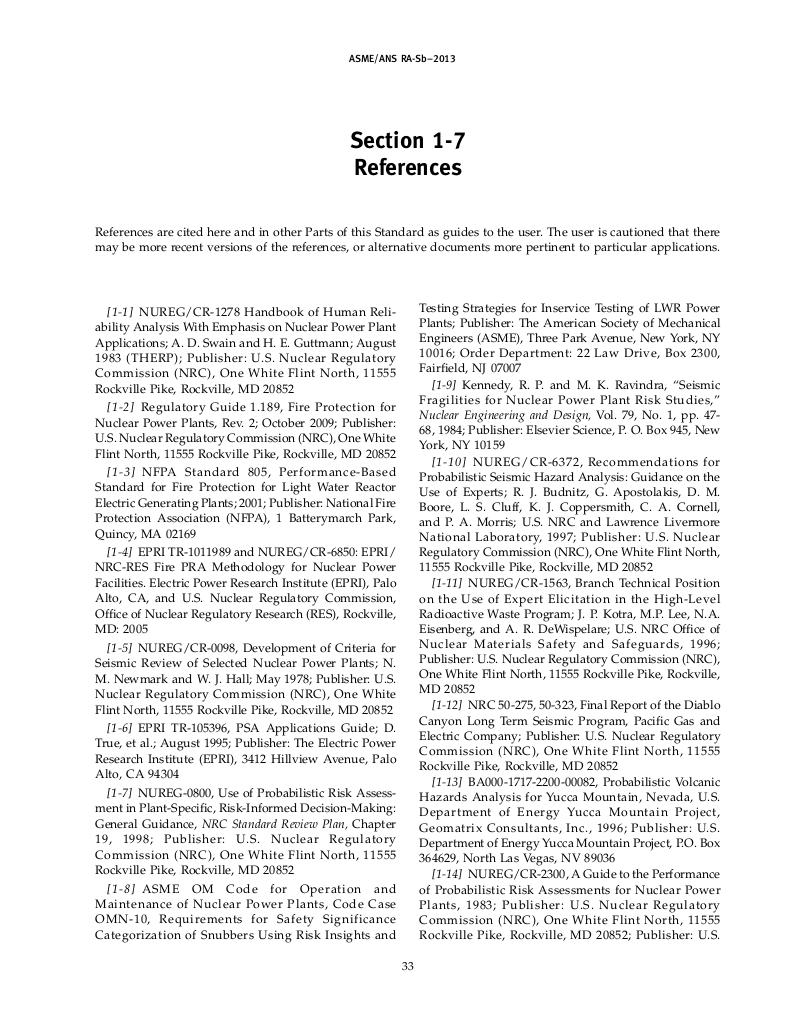 ASME/ANS RA-Sb–2013
Section 1-7
References
References are cited here and in other Parts of this Standard as guides to the user. The user is cautioned that there
may be more recent versions of the references, or alternative documents more pertinent to particular applications.
[1-1] NUREG/CR-1278 Handbook of Human Reli-
ability Analysis With Emphasis on Nuclear Power Plant
Applications; A. D. Swain and H. E. Guttmann; August
1983 (THERP); Publisher: U.S. Nuclear Regulatory
Commission (NRC), One White Flint North, 11555
Rockville Pike, Rockville, MD 20852
[1-2] Regulatory Guide 1.189, Fire Protection for
Nuclear Power Plants, Rev. 2; October 2009; Publisher:
U.S. Nuclear Regulatory Commission (NRC), One White
Flint North, 11555 Rockville Pike, Rockville, MD 20852
[1-3] NFPA Standard 805, Performance-Based
Standard for Fire Protection for Light Water Reactor
Electric Generating Plants; 2001; Publisher: National Fire
Protection Association (NFPA), 1 Batterymarch Park,
Quincy, MA 02169
[1-4] EPRI TR-1011989 and NUREG/CR-6850: EPRI/
NRC-RES Fire PRA Methodology for Nuclear Power
Facilities. Electric Power Research Institute (EPRI), Palo
Alto, CA, and U.S. Nuclear Regulatory Commission,
Office of Nuclear Regulatory Research (RES), Rockville,
MD: 2005
[1-5] NUREG/CR-0098, Development of Criteria for
Seismic Review of Selected Nuclear Power Plants; N.
M. Newmark and W. J. Hall; May 1978; Publisher: U.S.
Nuclear Regulatory Commission (NRC), One White
Flint North, 11555 Rockville Pike, Rockville, MD 20852
[1-6] EPRI TR-105396, PSA Applications Guide; D.
True, et al.; August 1995; Publisher: The Electric Power
Research Institute (EPRI), 3412 Hillview Avenue, Palo
Alto, CA 94304
[1-7] NUREG-0800, Use of Probabilistic Risk Assess-
ment in Plant-Specific, Risk-Informed Decision-Making:
General Guidance, NRC Standard Review Plan, Chapter
19, 1998; Publisher: U.S. Nuclear Regulatory
Commission (NRC), One White Flint North, 11555
Rockville Pike, Rockville, MD 20852
[1-8] ASME OM Code for Operation and
Maintenance of Nuclear Power Plants, Code Case
OMN-10, Requirements for Safety Significance
Categorization of Snubbers Using Risk Insights and
Testing Strategies for Inservice Testing of LWR Power
Plants; Publisher: The American Society of Mechanical
Engineers (ASME), Three Park Avenue, New York, NY
10016; Order Department: 22 Law Drive, Box 2300,
Fairfield, NJ 07007
[1-9] Kennedy, R. P. and M. K. Ravindra, “Seismic
Fragilities for Nuclear Power Plant Risk Studies,”
Nuclear Engineering and Design, Vol. 79, No. 1, pp. 47-
68, 1984; Publisher: Elsevier Science, P. O. Box 945, New
York, NY 10159
[1-10] NUREG/CR-6372, Recommendations for
Probabilistic Seismic Hazard Analysis: Guidance on the
Use of Experts; R. J. Budnitz, G. Apostolakis, D. M.
Boore, L. S. Cluff, K. J. Coppersmith, C. A. Cornell,
and P. A. Morris; U.S. NRC and Lawrence Livermore
National Laboratory, 1997; Publisher: U.S. Nuclear
Regulatory Commission (NRC), One White Flint North,
11555 Rockville Pike, Rockville, MD 20852
[1-11] NUREG/CR-1563, Branch Technical Position
on the Use of Expert Elicitation in the High-Level
Radioactive Waste Program; J. P. Kotra, M.P. Lee, N.A.
Eisenberg, and A. R. DeWispelare; U.S. NRC Office of
Nuclear Materials Safety and Safeguards, 1996;
Publisher: U.S. Nuclear Regulatory Commission (NRC),
One White Flint North, 11555 Rockville Pike, Rockville,
MD 20852
[1-12] NRC 50-275, 50-323, Final Report of the Diablo
Canyon Long Term Seismic Program, Pacific Gas and
Electric Company; Publisher: U.S. Nuclear Regulatory
Commission (NRC), One White Flint North, 11555
Rockville Pike, Rockville, MD 20852
[1-13] BA000-1717-2200-00082, Probabilistic Volcanic
Hazards Analysis for Yucca Mountain, Nevada, U.S.
Department of Energy Yucca Mountain Project,
Geomatrix Consultants, Inc., 1996; Publisher: U.S.
Department of Energy Yucca Mountain Project, P.O. Box
364629, North Las Vegas, NV 89036
[1-14] NUREG/CR-2300, A Guide to the Performance
of Probabilistic Risk Assessments for Nuclear Power
Plants, 1983; Publisher: U.S. Nuclear Regulatory
Commission (NRC), One White Flint North, 11555
Rockville Pike, Rockville, MD 20852; Publisher: U.S.
33